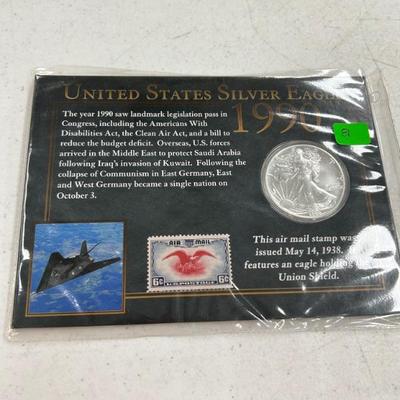 UNITED STATES SILVER EAGLE
1990
The year 1990 saw landmark legislation pass in
Congress, including the Americans With
Disabilities Act, the Clean Air Act, and a bill to
reduce the budget deficit. Overseas, U.S. forces
arrived in the Middle East to protect Saudi Arabia
following Iraq's invasion of Kuwait. Following the
collapse of Communism in East Germany, East
and West Germany became a single nation on
October 3.
AIR MAIL
6¢ 6¢
U.S. POSTAGE
This air mail stamp was
issued May 14, 1938.
features an eagle holding
Union Shield.